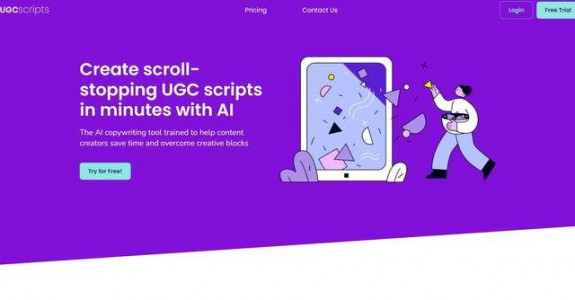 UGCscripts
Pricing
Contact Us
Login
Free Trial
Create scroll-
stopping UGC scripts
in minutes with AI
The AI copywriting tool trained to help content
creators save time and overcome creative blocks
Try for Free!